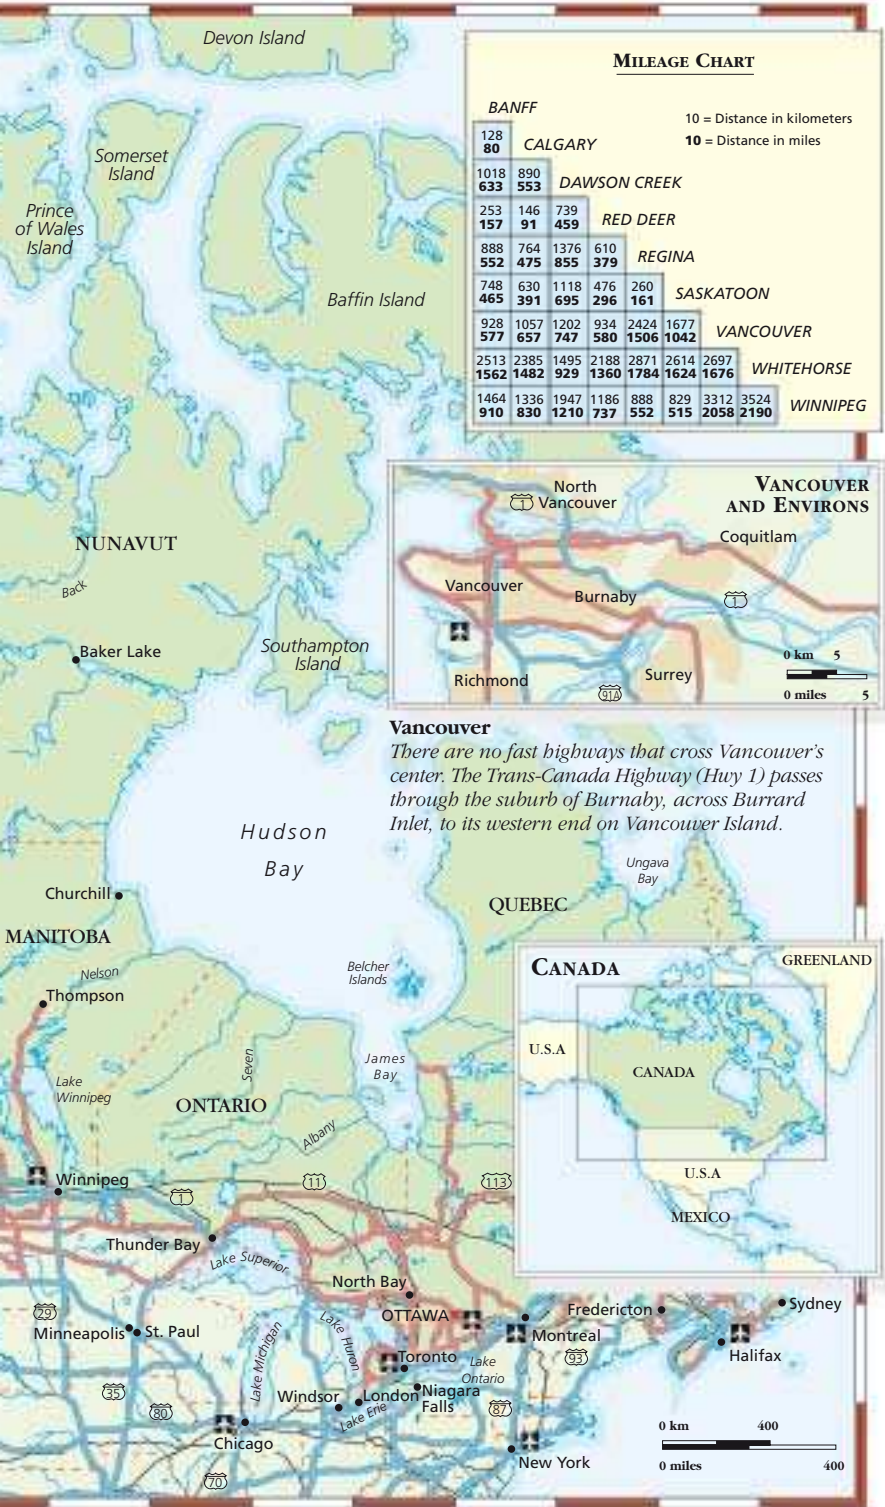 Devon Island
Somerset
Island
Prince
of Wales
Island
Baffin Island
MILEAGE CHART
10 = Distance in kilometers
10 = Distance in miles
BANFF
128
80
CALGARY
1018 890
633 553
DAWSON CREEK
253 146 739
157 91 459
RED DEER
888 764 1376 610
552 475 855 379
REGINA
748 630 1118 476 260
465 391 695 296 161
SASKATOON
928 1057 1202 934 2424 1677
577 657 747 580 1506 1042
VANCOUVER
2513 2385 1495 2188 2871 2614 2697
1562 1482 929 1360 1784 1624 1676
WHITEHORSE
1464 1336 1947 1186 888 829 3312 3524
910 830 1210 737 552 515 2058 2190
WINNIPEG
NUNAVUT
Back
Baker Lake
Southampton
Island
VANCOUVER
AND ENVIRONS
North
Vancouver
1
Coquitlam
Vancouver
Burnaby
1
Richmond
Surrey
91A
0 km 5
0 miles 5
Vancouver
There are no fast highways that cross Vancouver's
center. The Trans-Canada Highway (Hwy 1) passes
through the suburb of Burnaby, across Burrard
Inlet, to its western end on Vancouver Island.
Hudson
Bay
Ungava
Bay
Churchill
QUEBEC
MANITOBA
Nelson
Thompson
Belcher
Islands
CANADA
GREENLAND
U.S.A
CANADA
U.S.A
MEXICO
James
Bay
Seven
Lake
Winnipeg
ONTARIO
Albany
Winnipeg
1
11
113
Thunder Bay
Lake Superior
North Bay
OTTAWA
Fredericton
Sydney
29
Minneapolis
St. Paul
Montreal
Halifax
93
Lake Michigan
Lake Huron
Toronto
Lake
Ontario
35
80
Windsor
London
Niagara
Falls
87
Lake Erie
Chicago
New York
70
0 km 400
0 miles 400